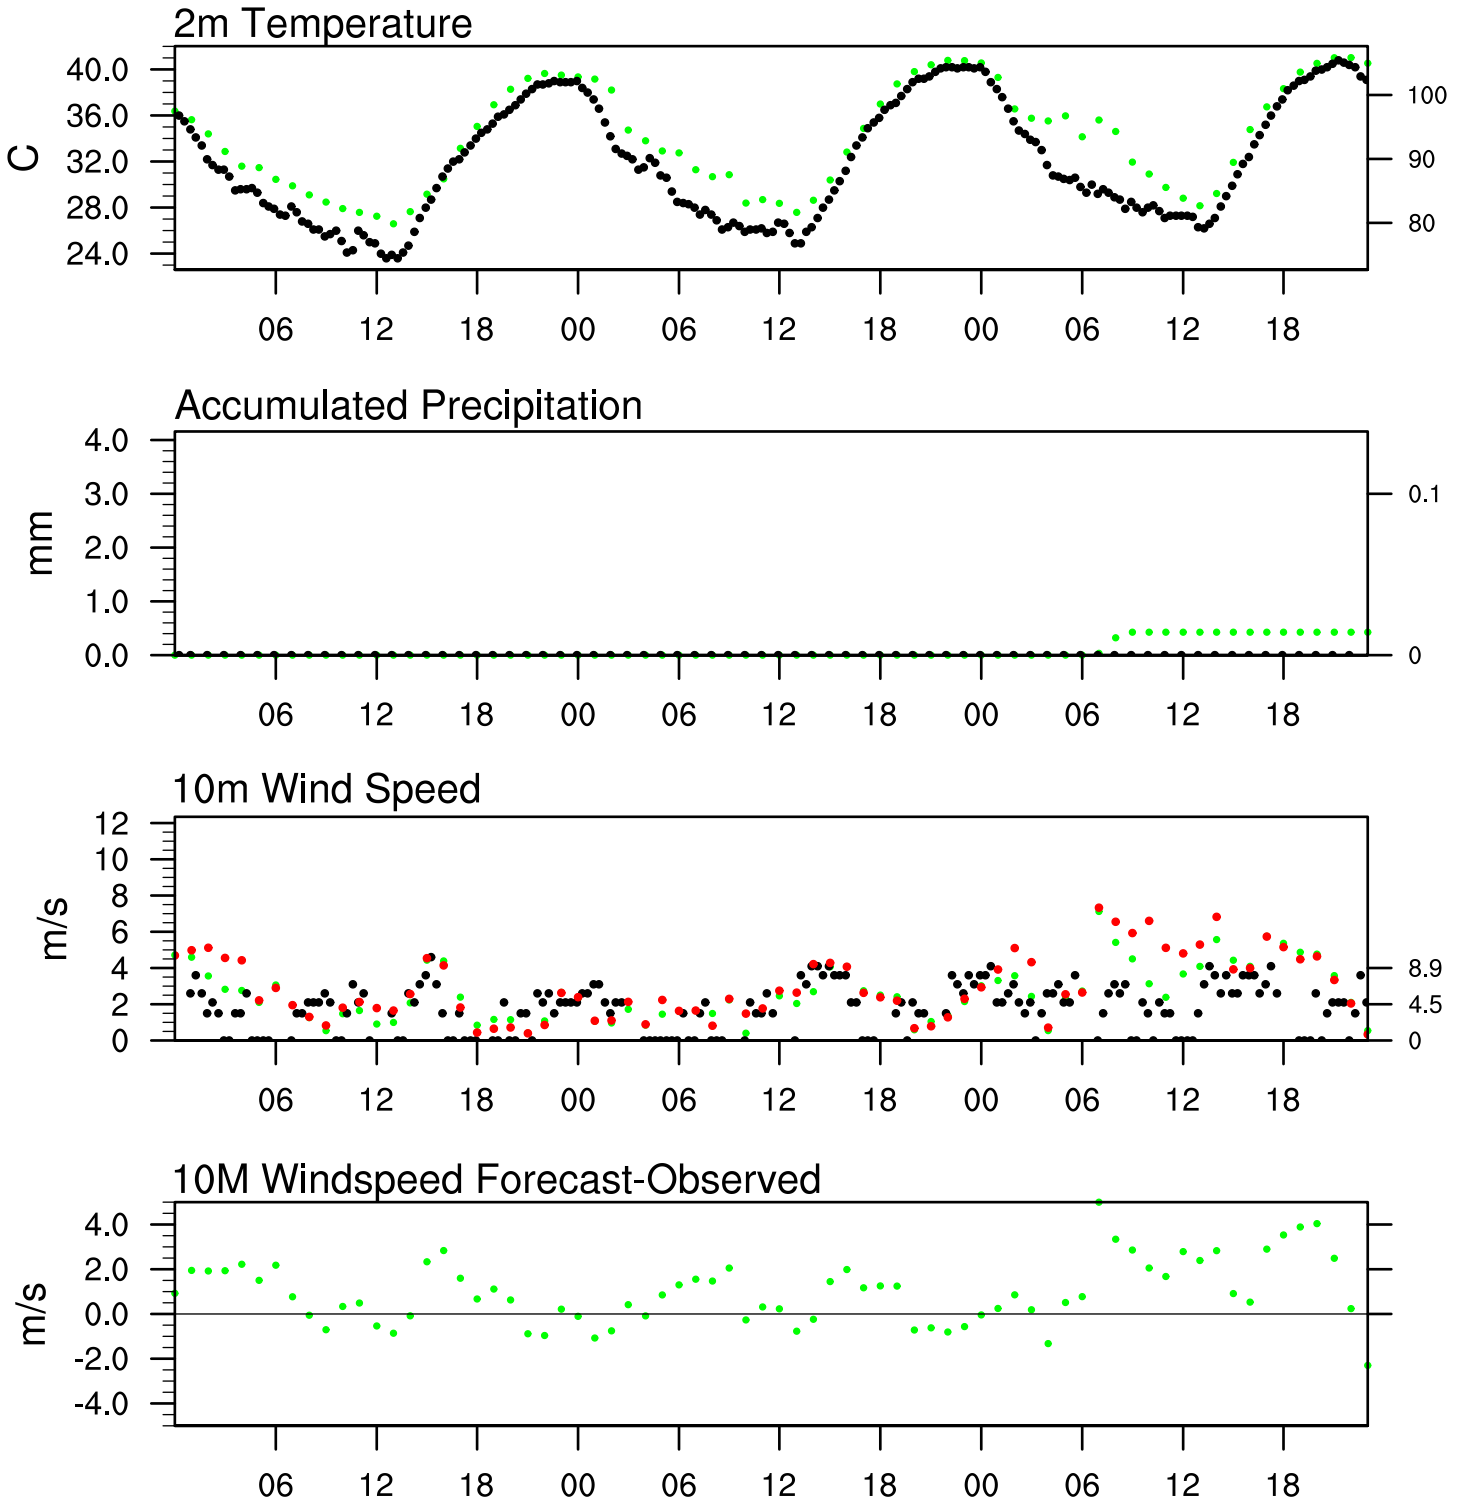 2m Temperature
40.0
36.0
32.0
28.0
24.0
C
100
90
80
06 12 18 00 06 12 18 00 06 12 18
Accumulated Precipitation
4.0
3.0
2.0
1.0
0.0
mm
0.1
0
06 12 18 00 06 12 18 00 06 12 18
10m Wind Speed
12
10
8
6
4
2
0
m/s
8.9
4.5
0
06 12 18 00 06 12 18 00 06 12 18
10M Windspeed Forecast-Observed
4.0
2.0
0.0
-2.0
-4.0
m/s
06 12 18 00 06 12 18 00 06 12 18